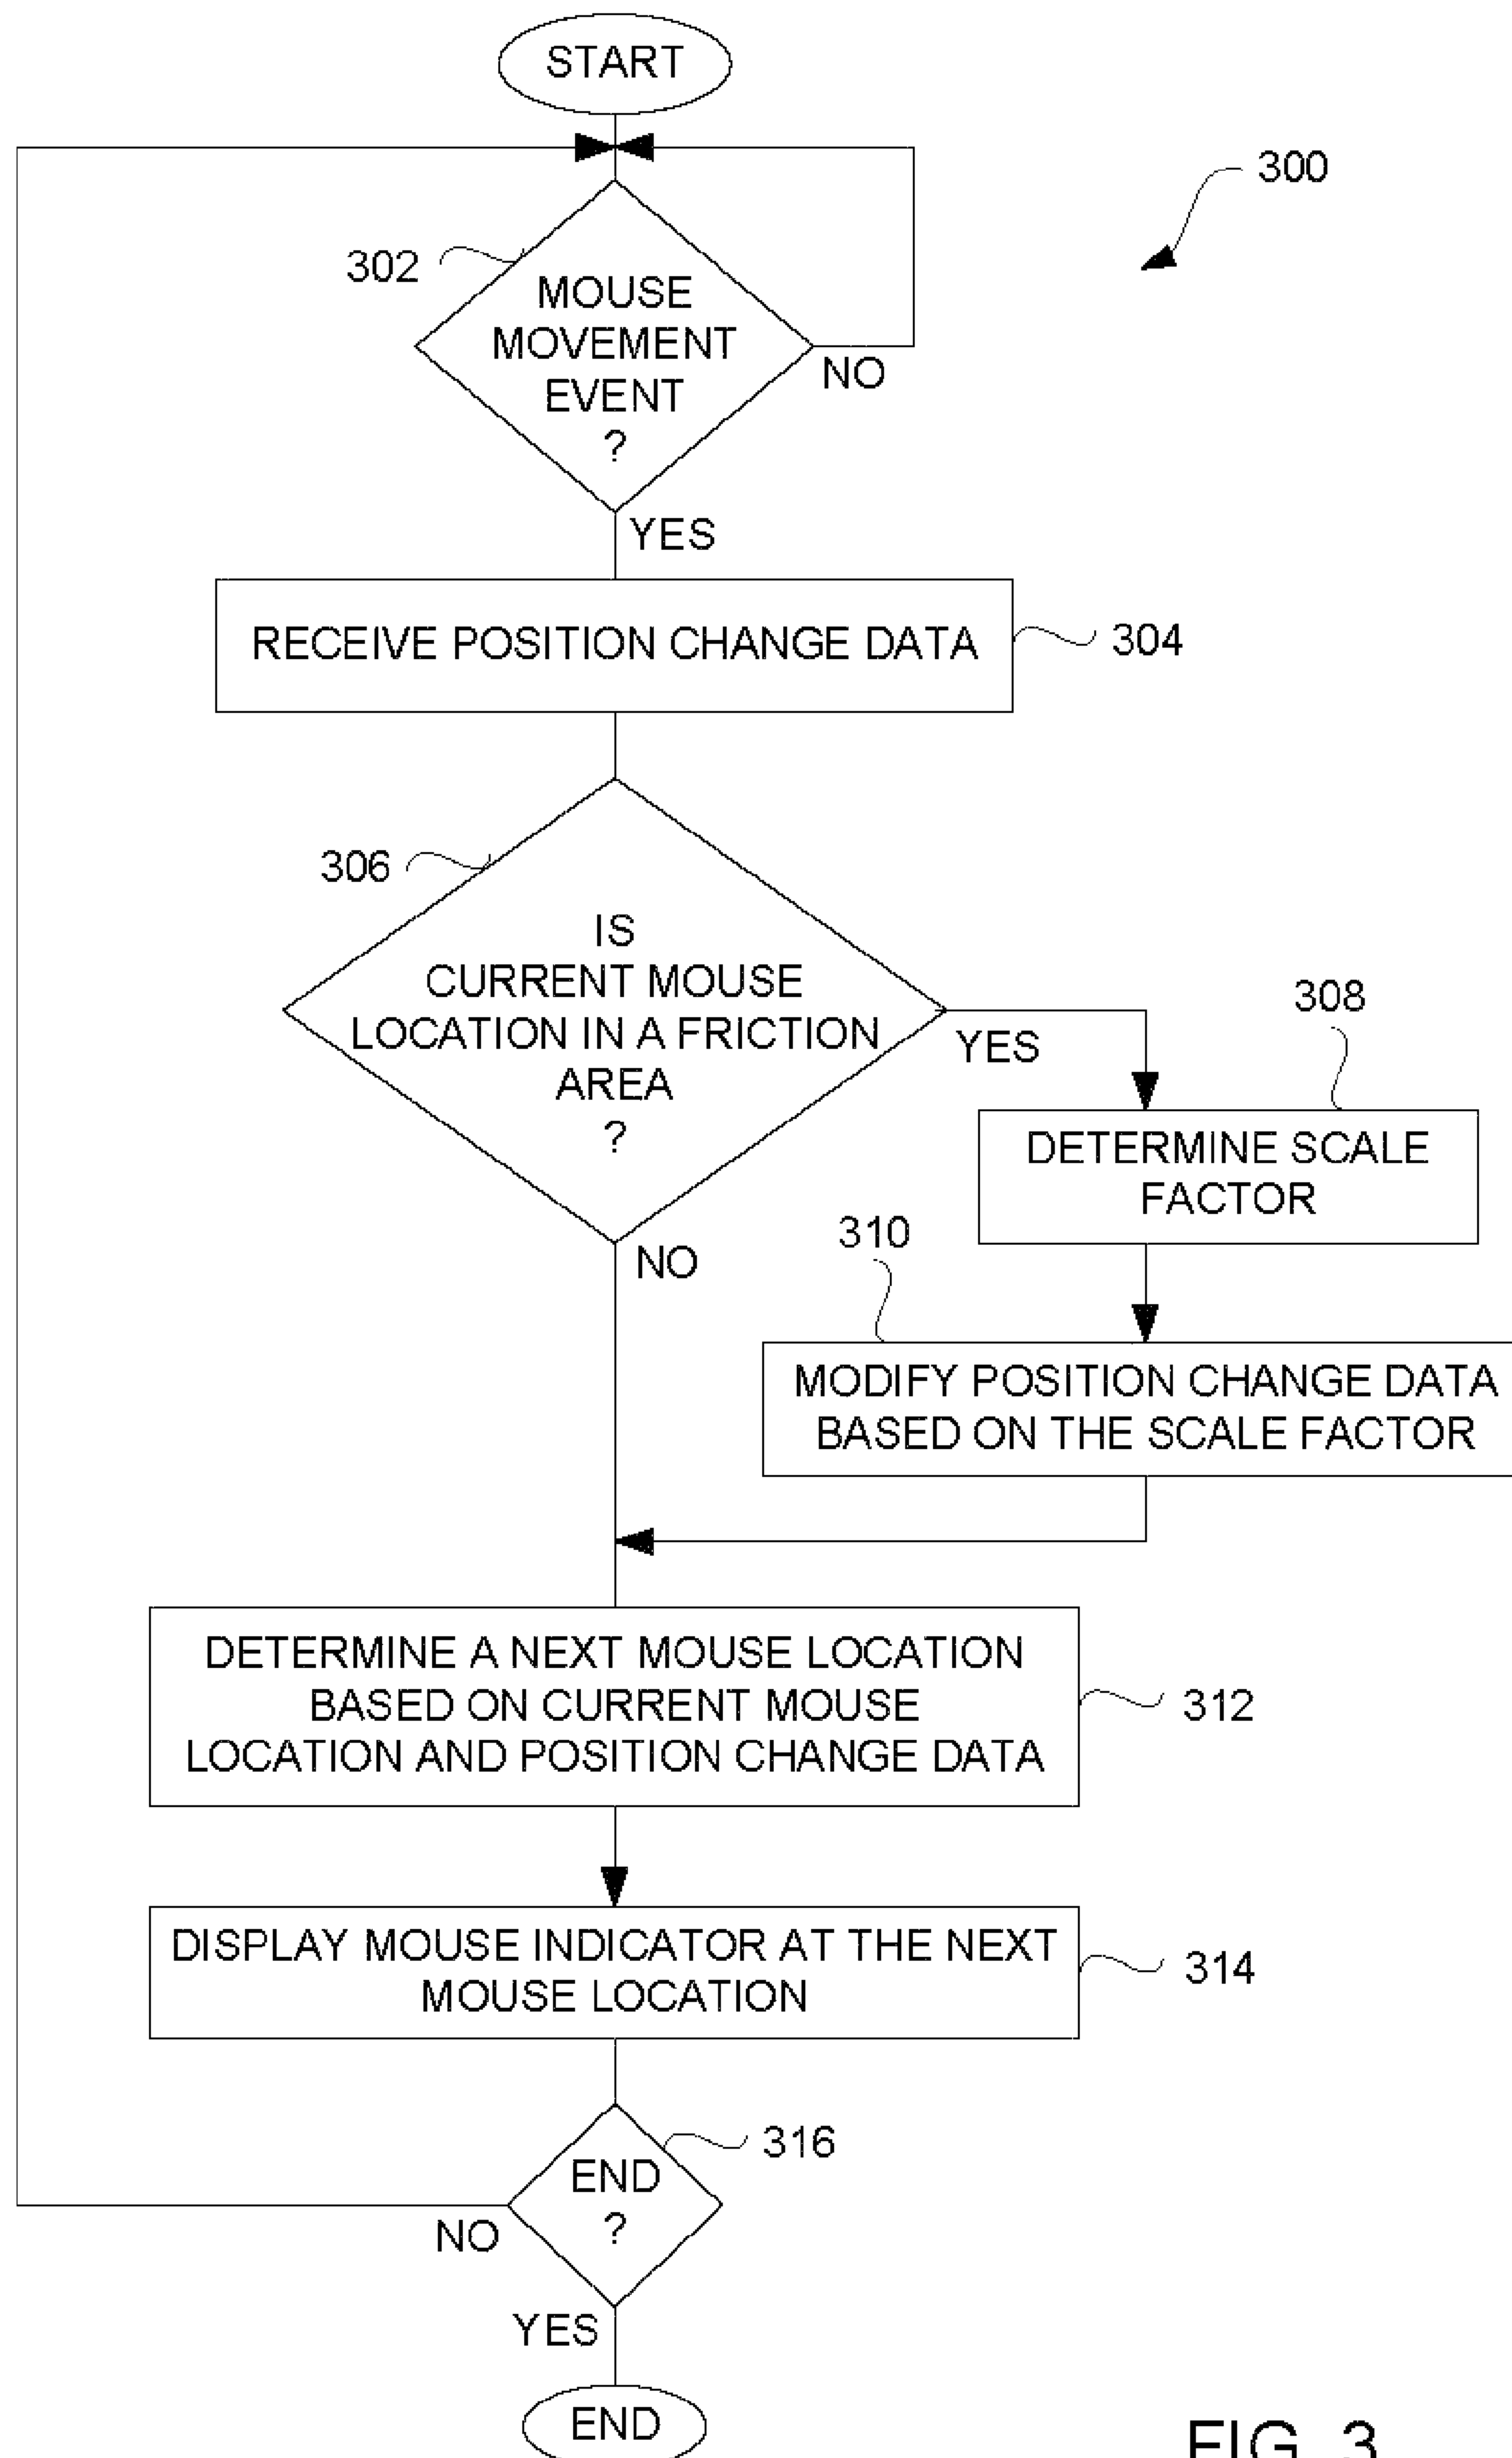 START
300
302
MOUSE
MOVEMENT
EVENT
?
NO
YES
RECEIVE POSITION CHANGE DATA
304
306
IS
CURRENT MOUSE
LOCATION IN A FRICTION
AREA
?
YES
NO
308
DETERMINE SCALE
FACTOR
310
MODIFY POSITION CHANGE DATA
BASED ON THE SCALE FACTOR
DETERMINE A NEXT MOUSE LOCATION
BASED ON CURRENT MOUSE
LOCATION AND POSITION CHANGE DATA
312
DISPLAY MOUSE INDICATOR AT THE NEXT
MOUSE LOCATION
314
316
END
?
NO
YES
END
FIG. 3